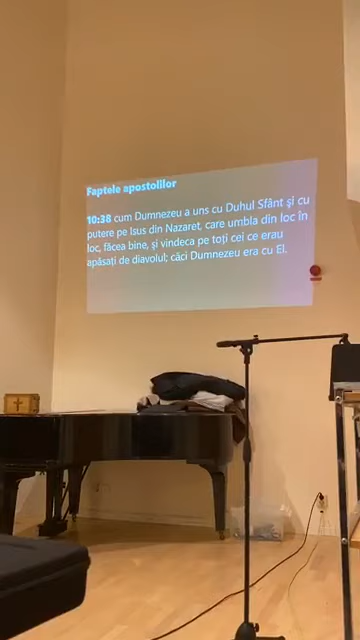 Faptele apostolilor
10:38 cum Dumnezeu a uns cu Duhul Sfânt şi cu
putere pe Isus din Nazaret, care umbla din loc în
loc, făcea bine, şi vindeca pe toţi cei ce erau
apăsaţi de diavolul; căci Dumnezeu era cu El.